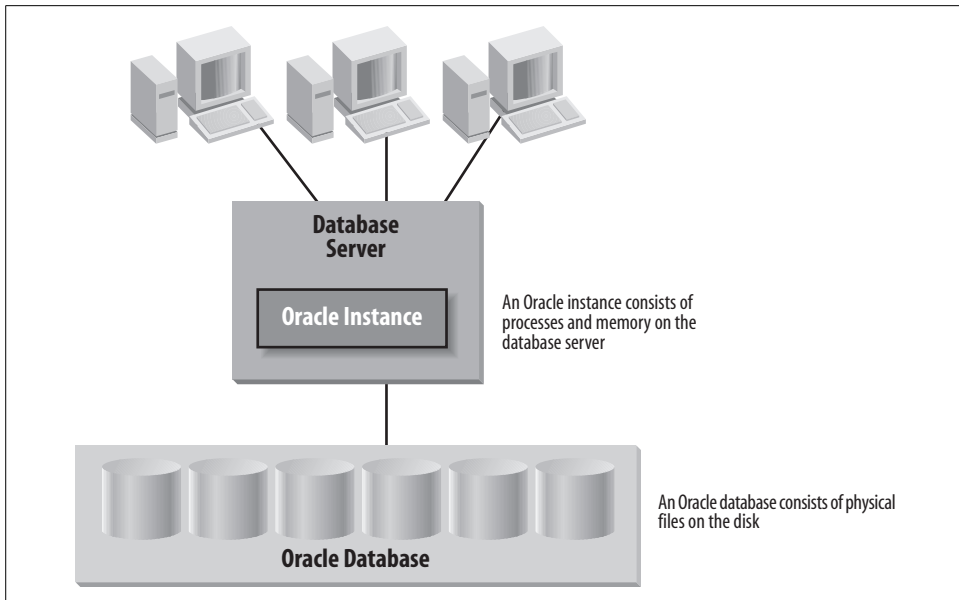 Database
Server
Oracle Instance
An Oracle instance consists of
processes and memory on the
database server
An Oracle database consists of physical
files on the disk
Oracle Database